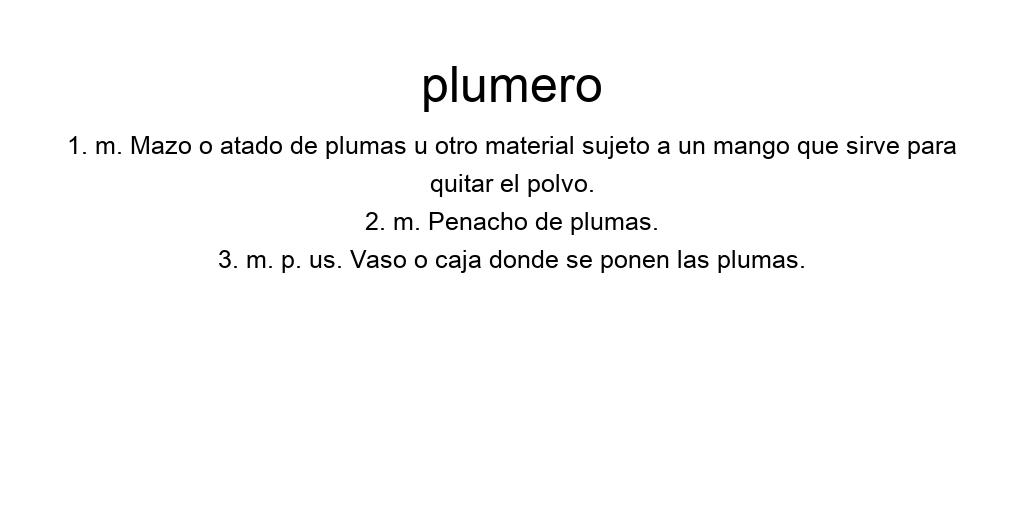 plumero
1. m. Mazo o atado de plumas u otro material sujeto a un mango que sirve para
quitar el polvo.
2. m. Penacho de plumas.
3. m. p. us. Vaso o caja donde se ponen las plumas.